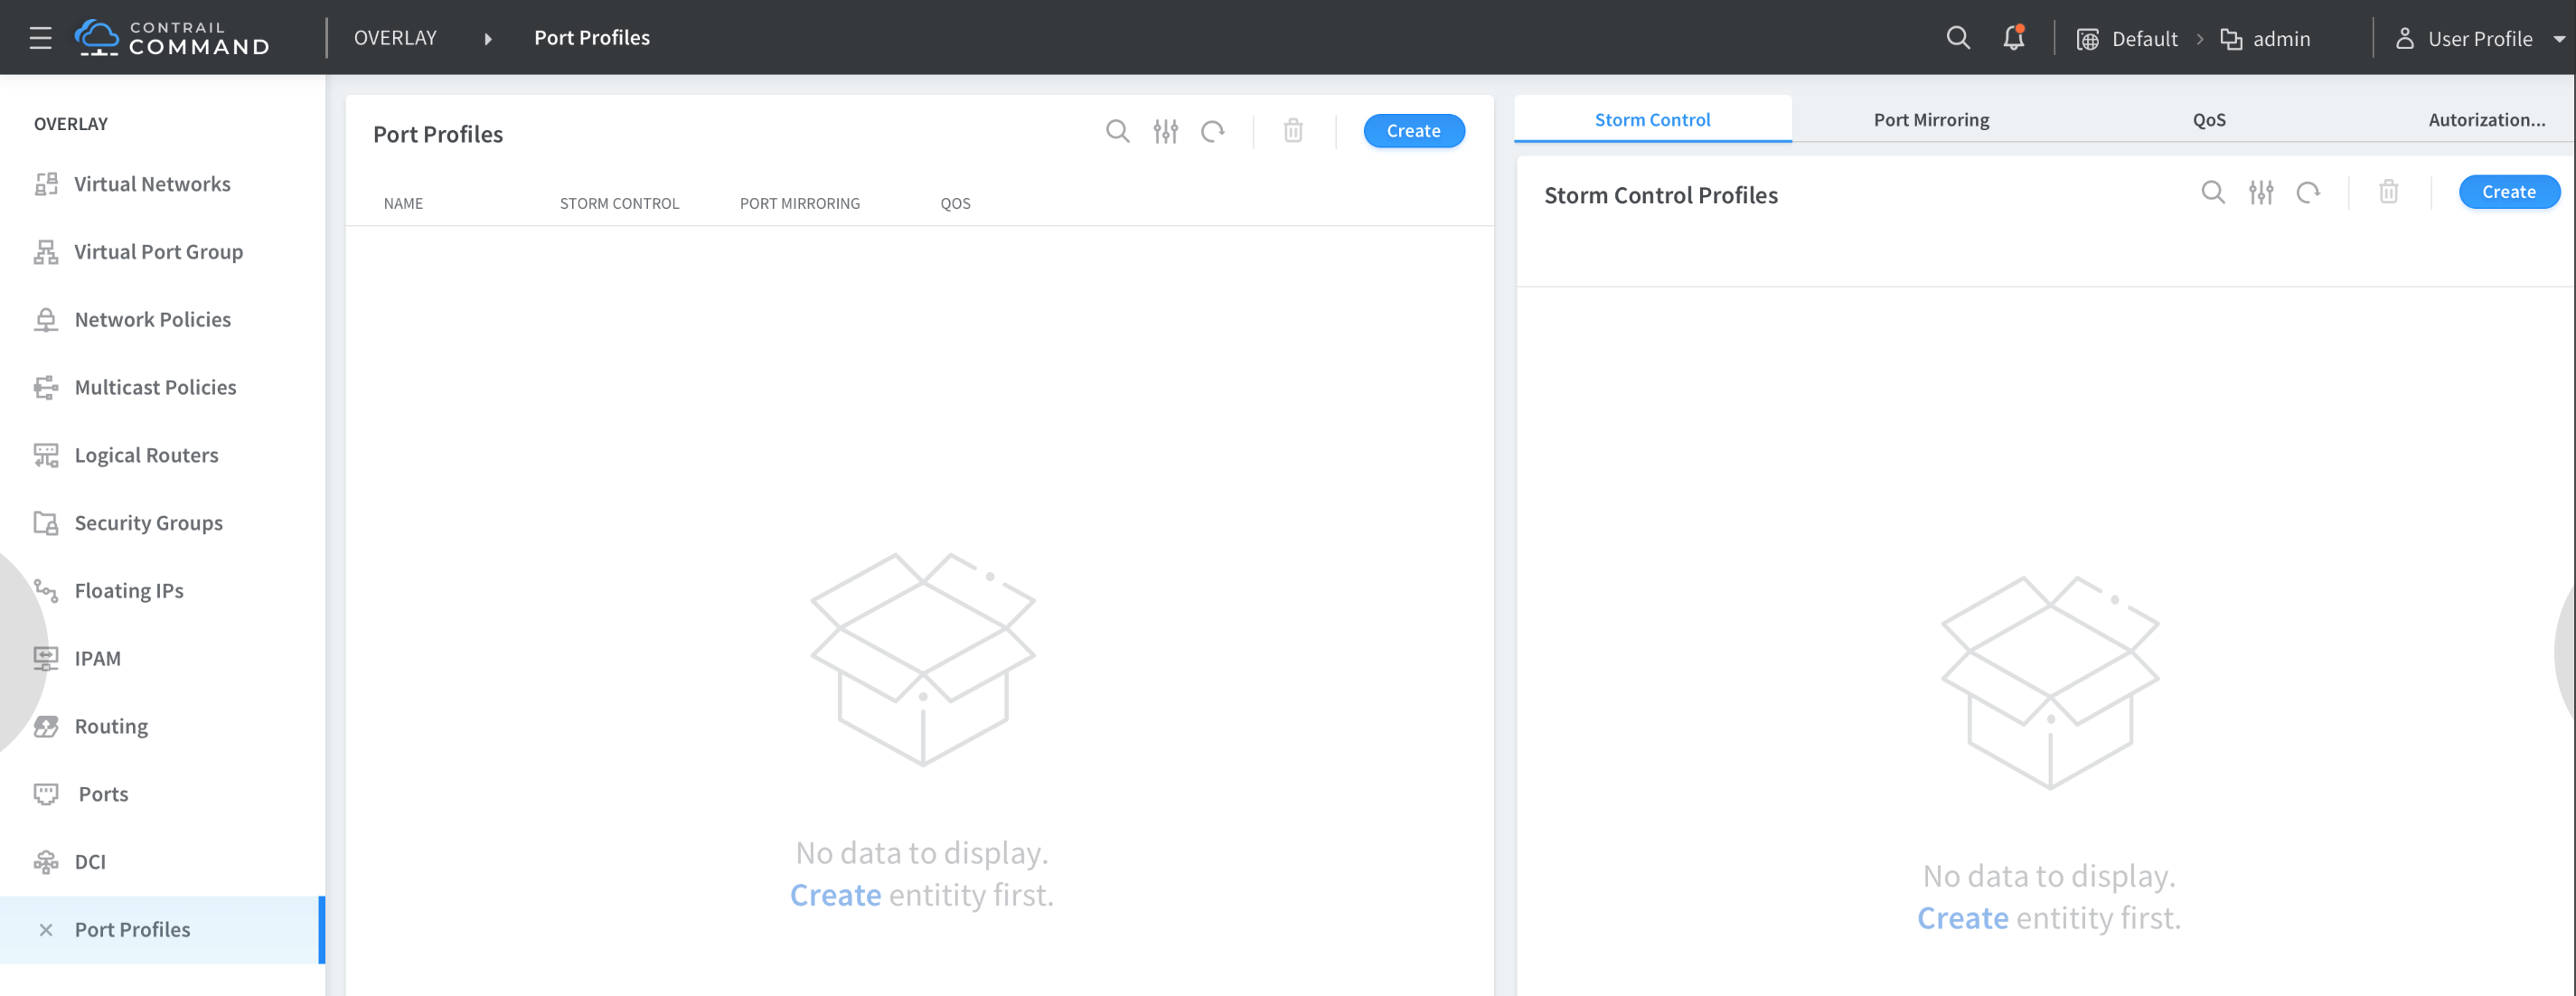 CONTRAIL
COMMAND
OVERLAY
Port Profiles
Default
admin
User Profile
OVERLAY
Virtual Networks
Virtual Port Group
Network Policies
Multicast Policies
Logical Routers
Security Groups
Floating IPs
IPAM
Routing
Ports
DCI
Port Profiles
Port Profiles
Create
NAME STORM CONTROL PORT MIRRORING QOS
No data to display.
Create entitity first.
Storm Control Port Mirroring QoS Autorization...
Storm Control Profiles
Create
No data to display.
Create entitity first.